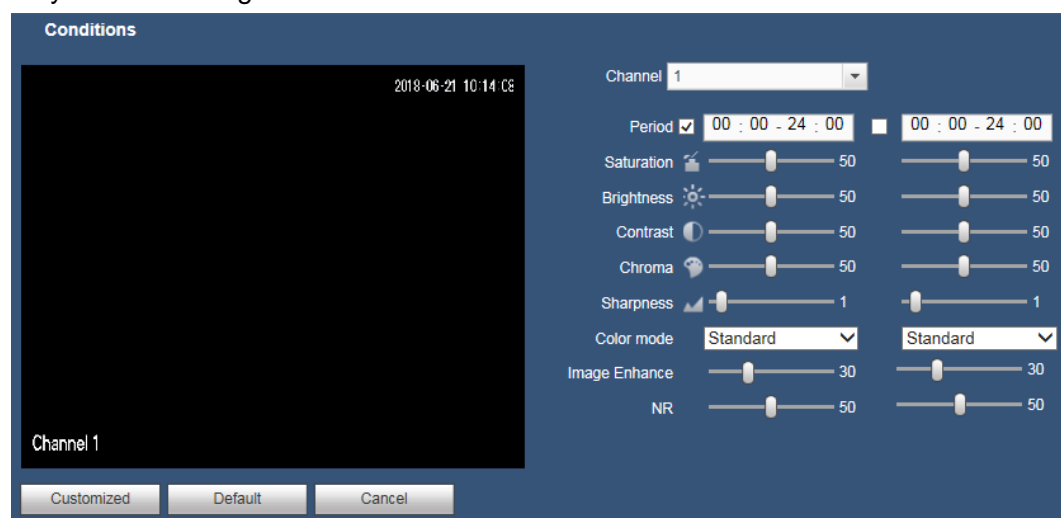 Conditions
2018-06-21 10:14:08
Channel 1
Period 00 : 00 - 24 : 00 00 : 00 - 24 : 00
Saturation 50 50
Brightness 50 50
Contrast 50 50
Chroma 50 50
Sharpness 1 1
Color mode Standard Standard
Image Enhance 30 30
NR 50 50
Channel 1
Customized Default Cancel